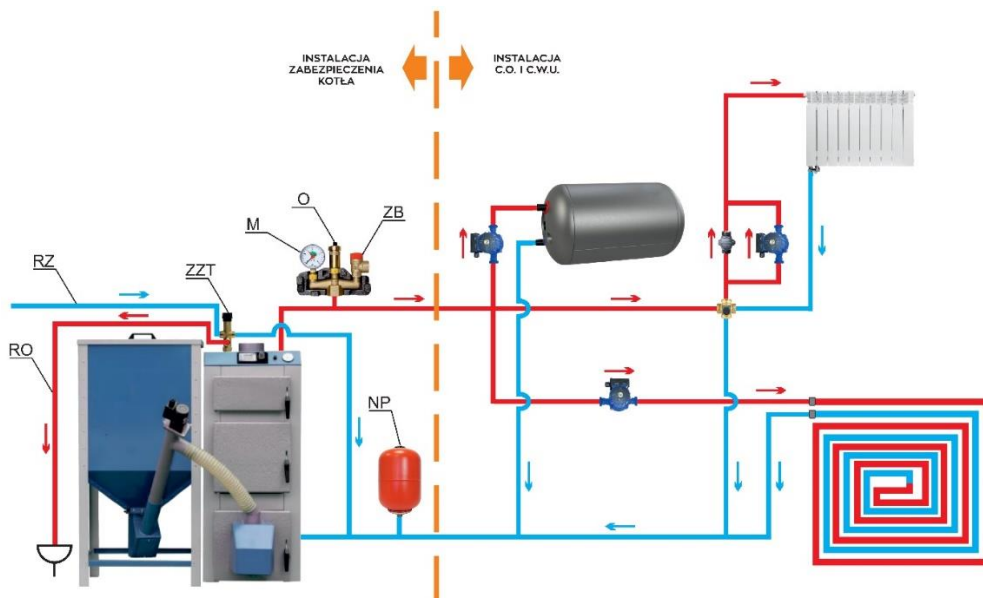 INSTALACJA
ZABEZPIECZENIA
KOTŁA
INSTALACJA
C.O. I C.W.U.
O
M
ZB
RZ
ZZT
RO
NP